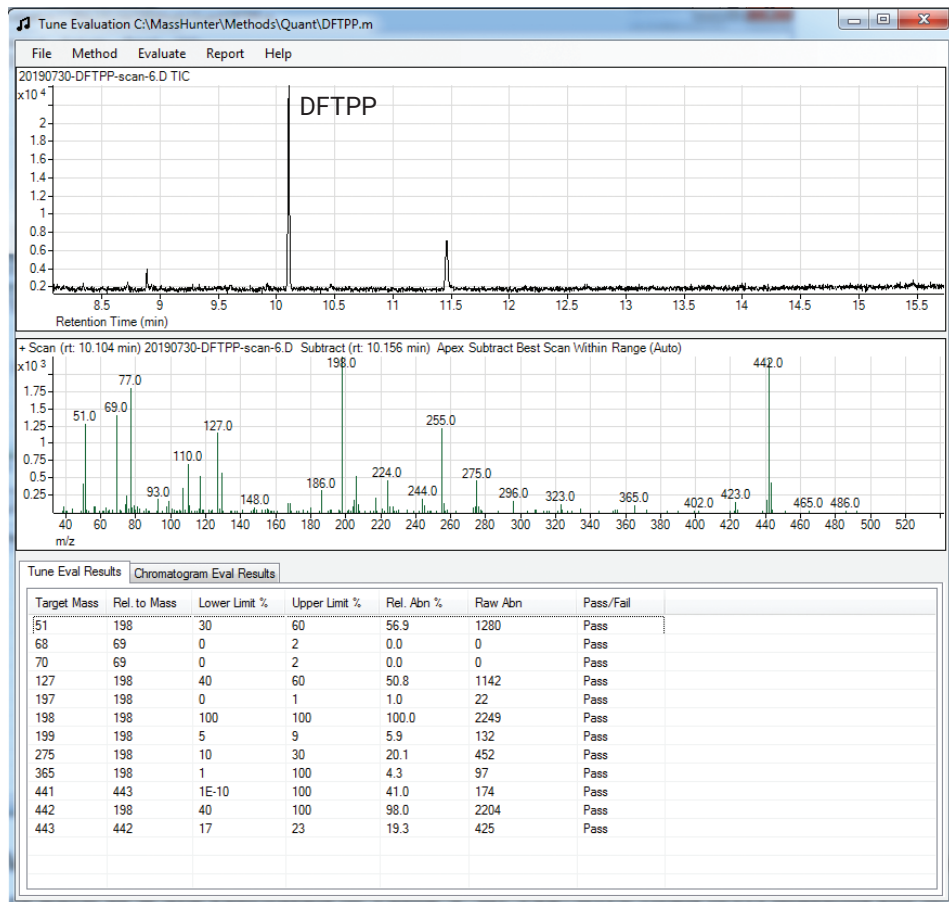 Tune Evaluation C:\MassHunter\Methods\Quant\DFTPP.m
File Method Evaluate Report Help
20190730-DFTPP-scan-6.D TIC
x10 4
DFTPP
2
1.8
1.6
1.4
1.2
1
0.8
0.6
0.4
0.2
8.5 9 9.5 10 10.5 11 11.5 12 12.5 13 13.5 14 14.5 15 15.5
Retention Time (min)
+ Scan (rt: 10.104 min) 20190730-DFTPP-scan-6.D Subtract (rt: 10.156 min) Apex Subtract Best Scan Within Range (Auto)
x10 3
198.0 442.0
77.0
1.75
69.0
1.5
51.0
255.0
127.0
1.25
1
110.0
0.75
224.0 275.0
0.5
186.0
93.0 148.0 244.0 296.0 323.0 365.0 402.0 423.0 465.0 486.0
0.25
40 60 80 100 120 140 160 180 200 220 240 260 280 300 320 340 360 380 400 420 440 460 480 500 520
m/z
Tune Eval Results Chromatogram Eval Results
Target Mass Rel. to Mass Lower Limit % Upper Limit % Rel. Abn % Raw Abn Pass/Fail
51 198 30 60 56.9 1280 Pass
68 69 0 2 0.0 0 Pass
70 69 0 2 0.0 0 Pass
127 198 40 60 50.8 1142 Pass
197 198 0 1 1.0 22 Pass
198 198 100 100 100.0 2249 Pass
199 198 5 9 5.9 132 Pass
275 198 10 30 20.1 452 Pass
365 198 1 100 4.3 97 Pass
441 443 1E-10 100 41.0 174 Pass
442 198 40 100 98.0 2204 Pass
443 442 17 23 19.3 425 Pass